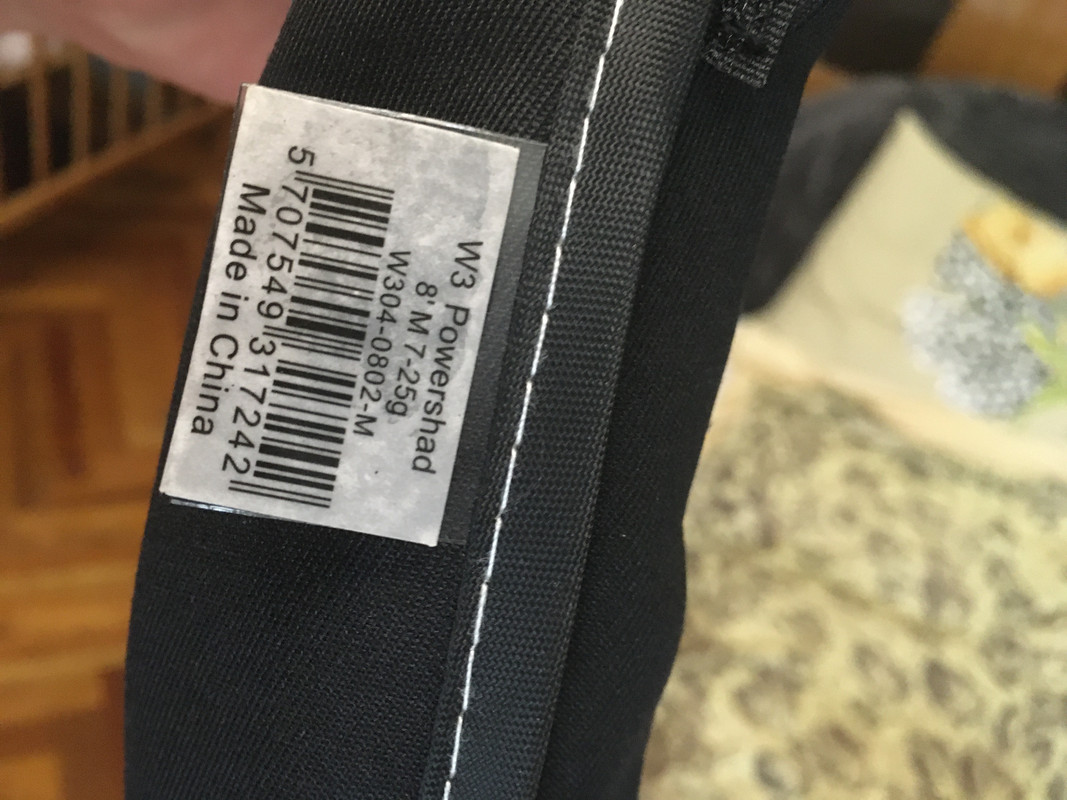 W3 Powershad
8' M 7-25g
W304-0802-M
5 707549 317242
Made in China